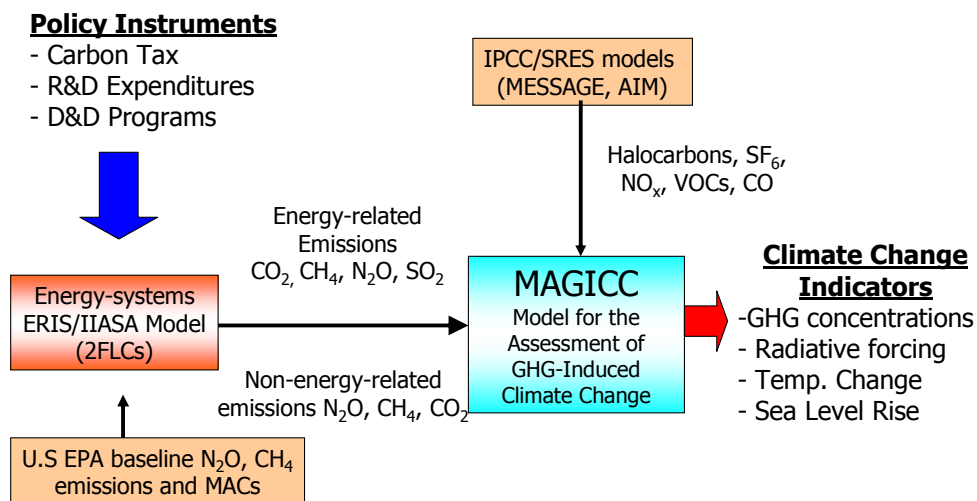 Policy Instruments
- Carbon Tax
- R&D Expenditures
- D&D Programs
IPCC/SRES models
(MESSAGE, AIM)
Halocarbons, SF₆,
NOₓ, VOCs, CO
Energy-related
Emissions
CO₂, CH₄, N₂O, SO₂
Energy-systems
ERIS/IIASA Model
(2FLCs)
MAGICC
Model for the
Assessment of
GHG-Induced
Climate Change
Climate Change
Indicators
-GHG concentrations
- Radiative forcing
- Temp. Change
- Sea Level Rise
Non-energy-related
emissions N₂O, CH₄, CO₂
U.S EPA baseline N₂O, CH₄
emissions and MACs